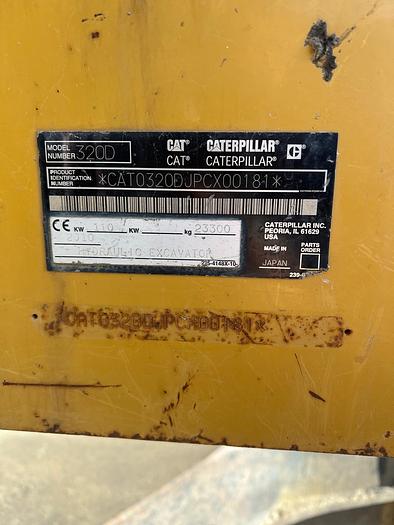 MODEL NUMBER 320D
CAT® CATERPILLAR®
CAT® CATERPILLAR®
PRODUCT IDENTIFICATION NUMBER *CAT0320DJPCX00181*
CE KW 110 KW kg 23300
2010
HYDRAULIC EXCAVATOR
CATERPILLAR INC.
PEORIA, IL 61629
USA
MADE IN JAPAN
PARTS ORDER
*CAT0320DJPCX00181*